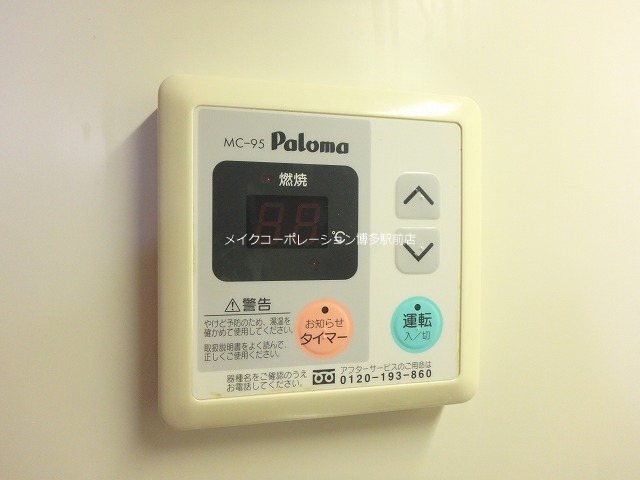 MC-95 Paloma
燃焼
℃
メイクコーポレーション博多駅前店
警告
やけど予防のため、湯温を
確かめて使用してください。
取扱説明書をよく読んで、
正しくご使用ください。
お知らせ
タイマー
運転
入/切
器種名をご確認のうえ
お電話してください。
アフターサービスのご用命は
0120-193-860